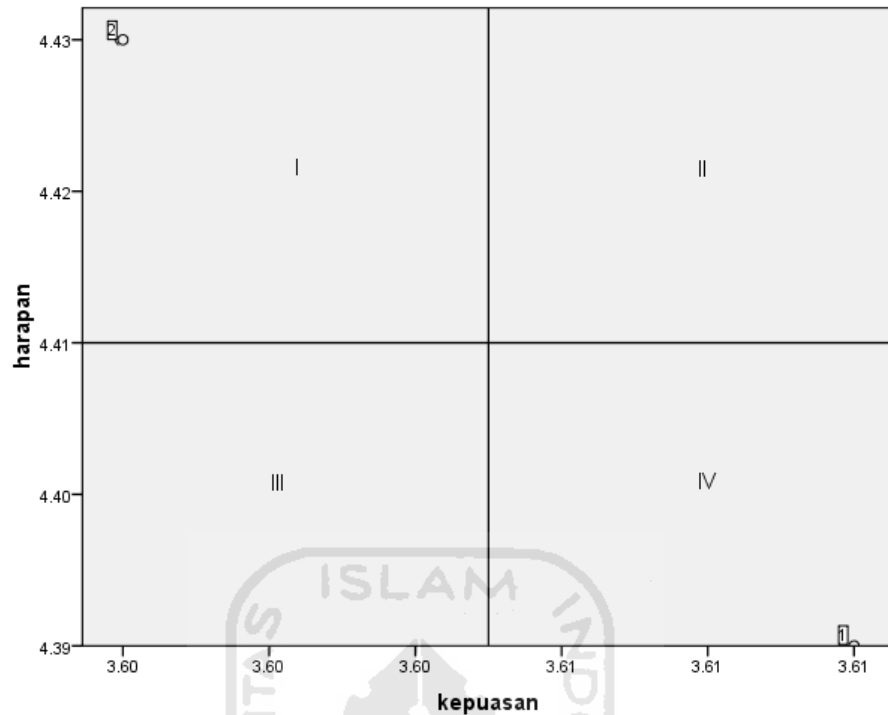 2
4.43
I
II
4.42
harapan
4.41
III
IV
4.40
ISLAM
1
4.39
3.60
3.60
3.60
3.61
3.61
3.61
kepuasan